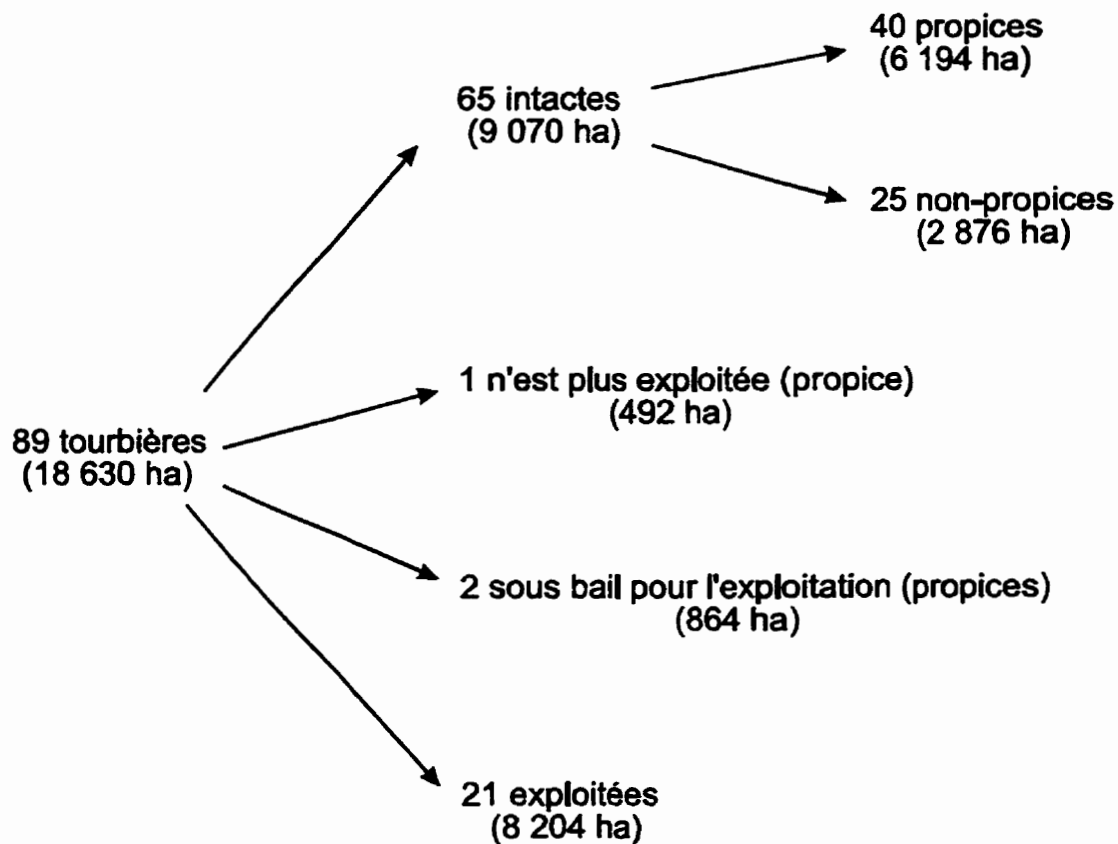 40 propices
(6 194 ha)
65 intactes
(9 070 ha)
25 non-propices
(2 876 ha)
1 n'est plus exploitée (propice)
(492 ha)
89 tourbières
(18 630 ha)
2 sous bail pour l'exploitation (propices)
(864 ha)
21 exploitées
(8 204 ha)